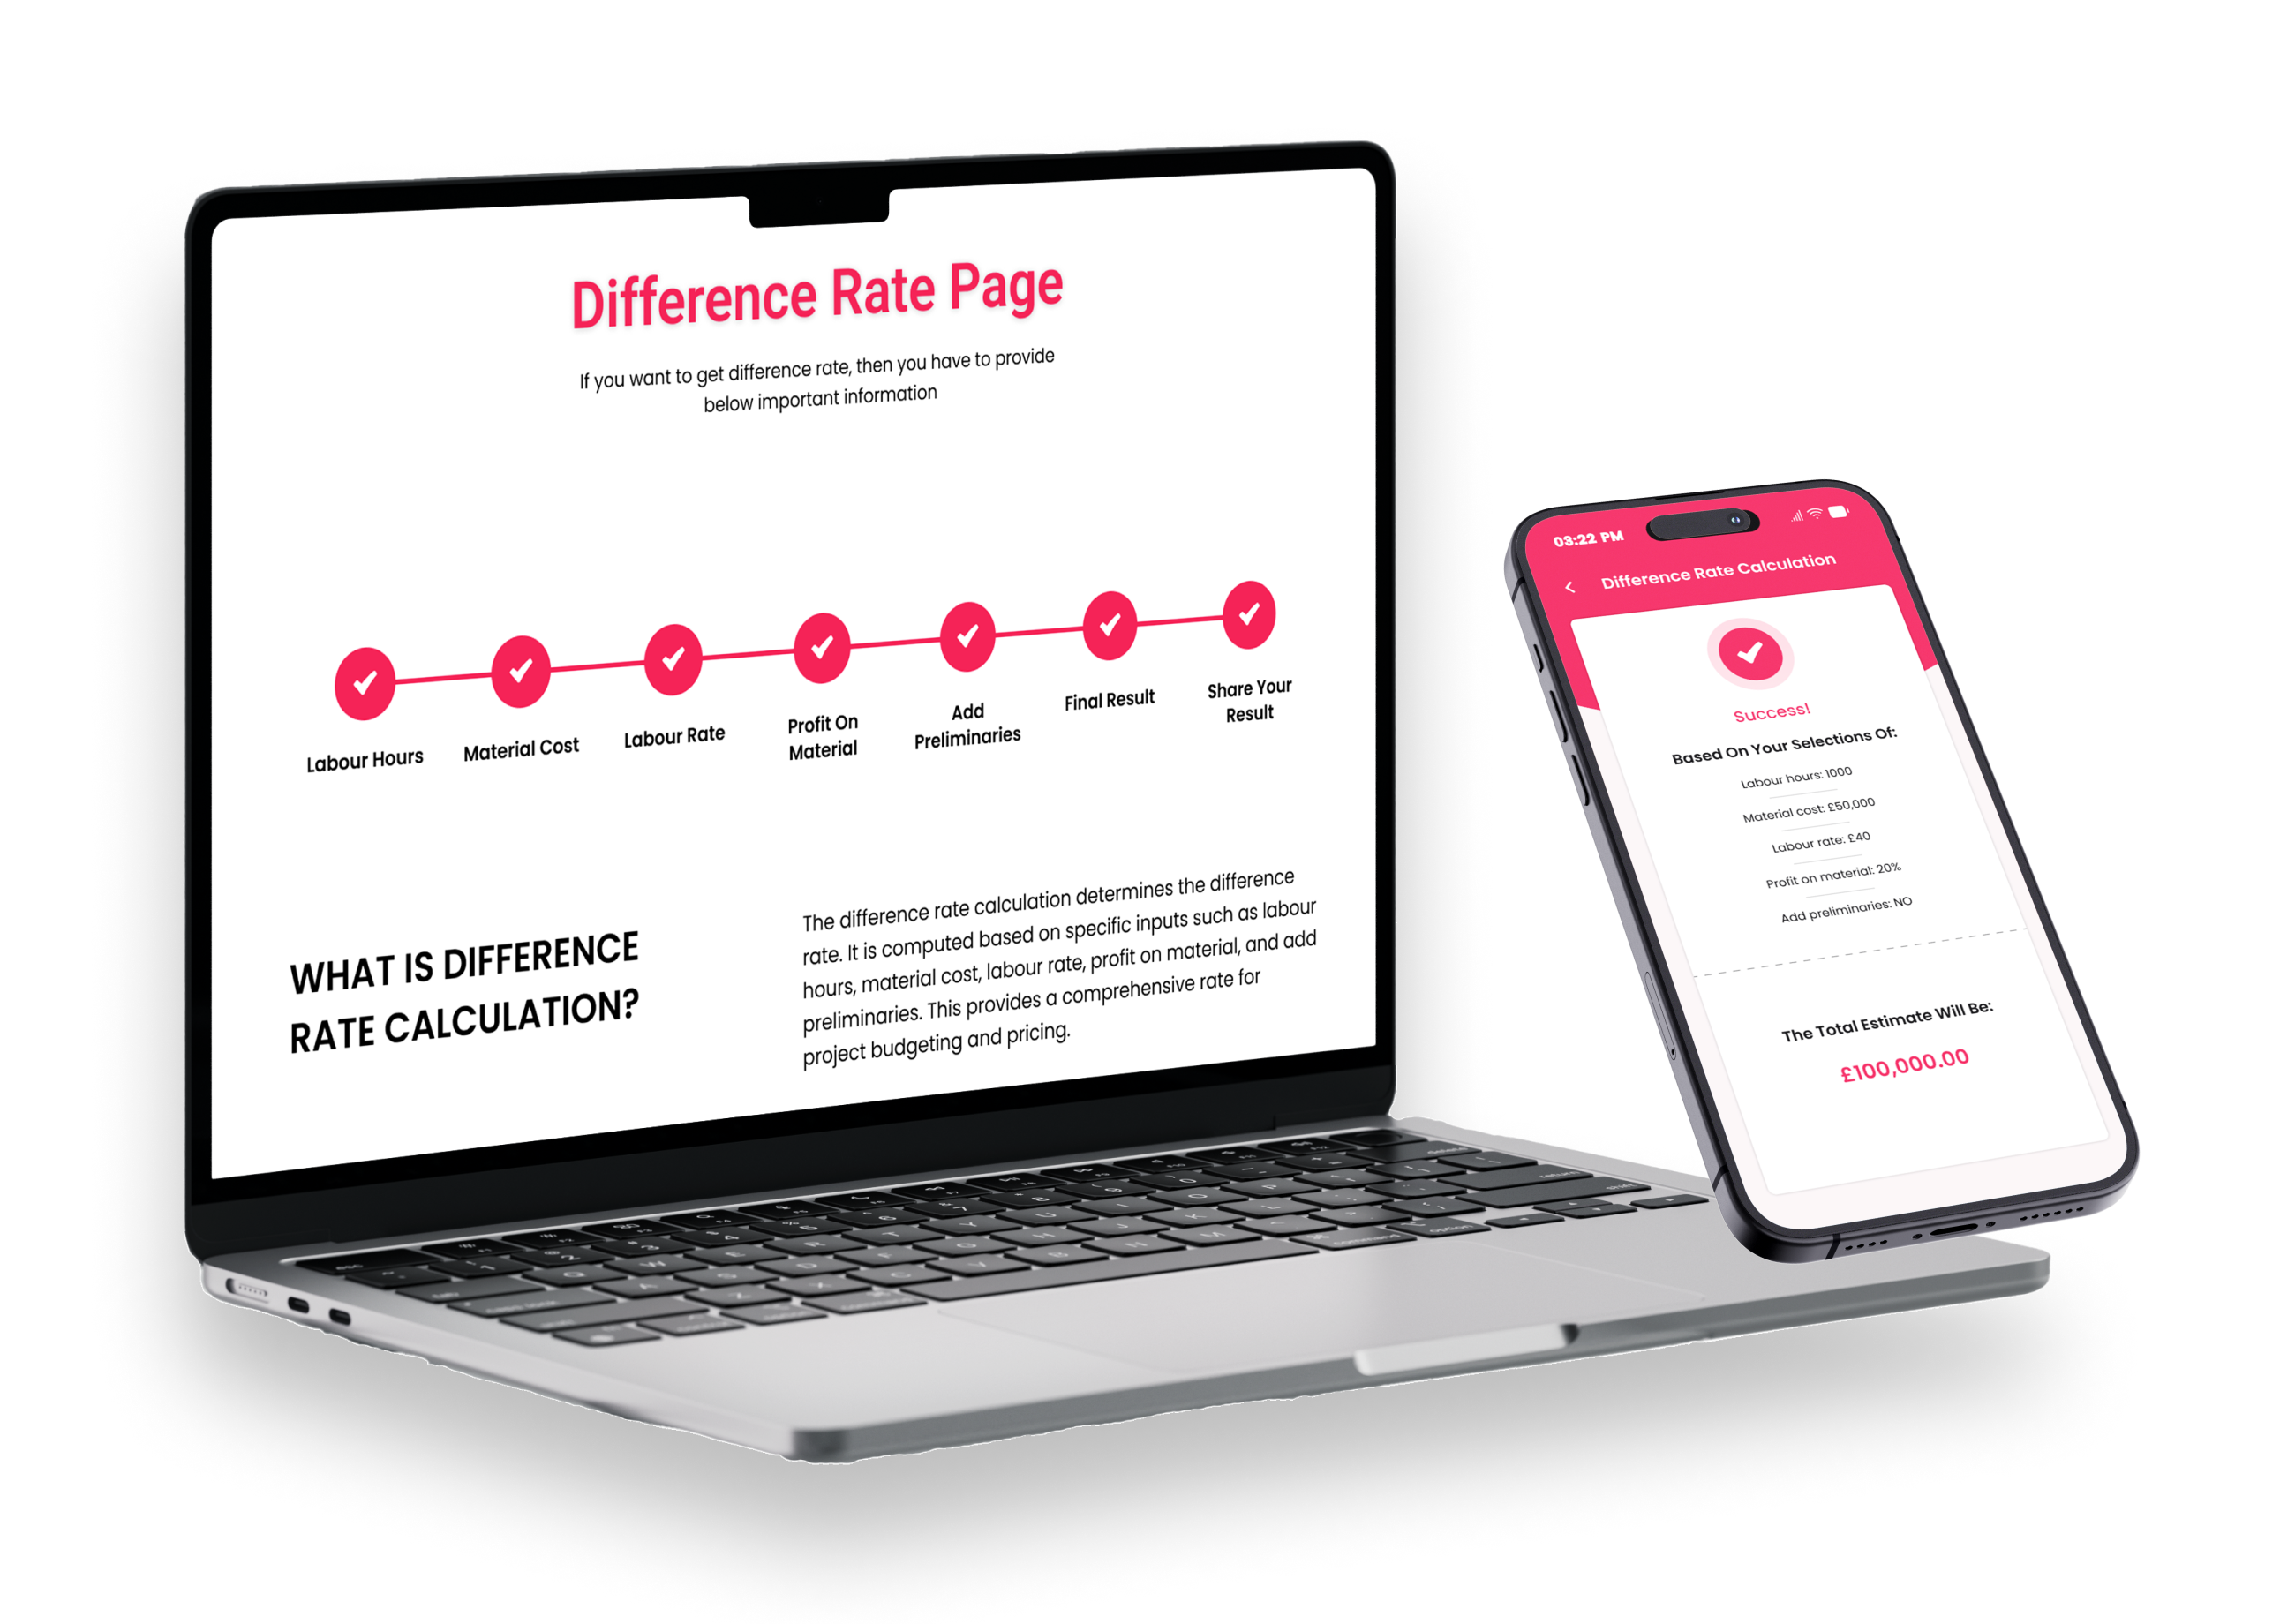 Difference Rate Page
If you want to get difference rate, then you have to provide
below important information
Labour Hours
Material Cost
Labour Rate
Profit On
Material
Add
Preliminaries
Final Result
Share Your
Result
WHAT IS DIFFERENCE
RATE CALCULATION?
The difference rate calculation determines the difference
rate. It is computed based on specific inputs such as labour
hours, material cost, labour rate, profit on material, and add
preliminaries. This provides a comprehensive rate for
project budgeting and pricing.
03:22 PM
Difference Rate Calculation
Success!
Based On Your Selections Of:
Labour hours: 1000
Material cost: £50,000
Labour rate: £40
Profit on material: 20%
Add preliminaries: NO
The Total Estimate Will Be:
£100,000.00